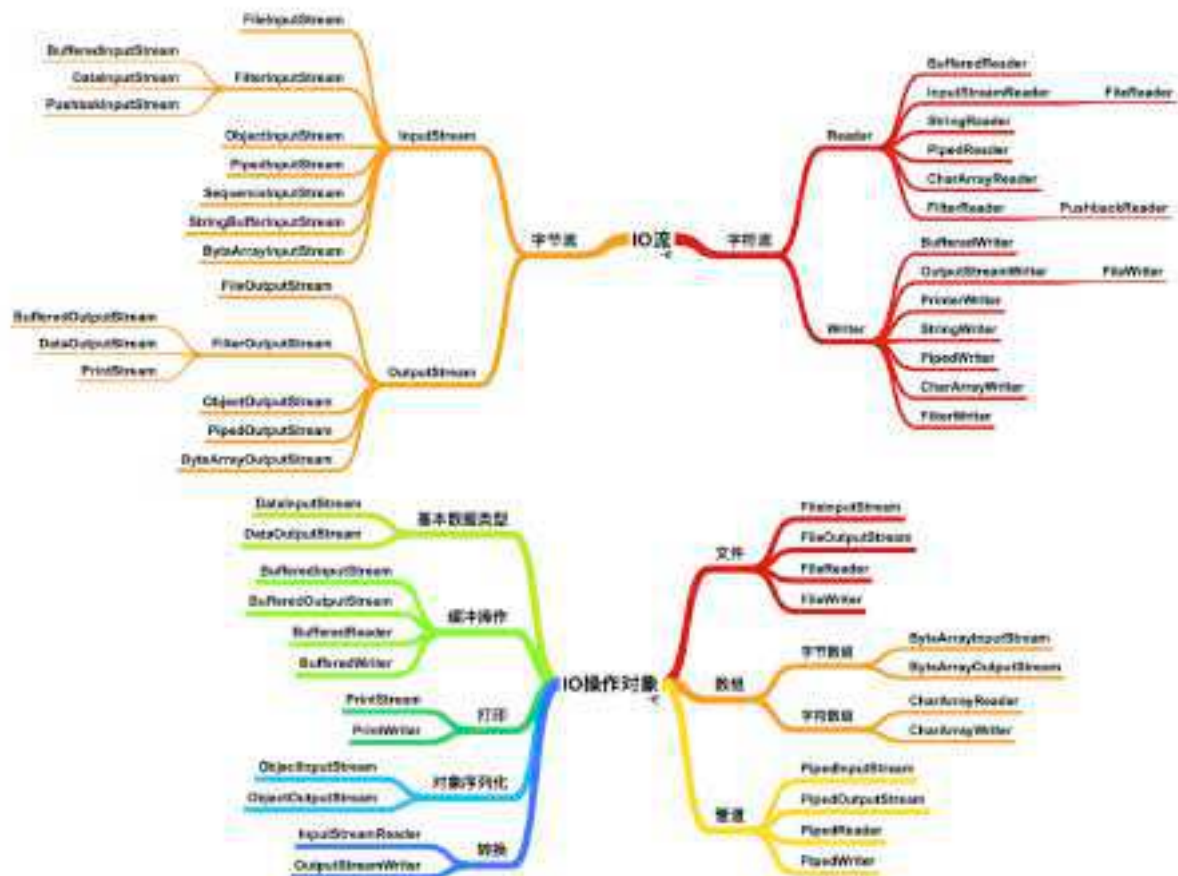 FileInputStream
BufferedInputStream
DataInputStream
PushbakInputStream
FilterInputStream
ObjectInputStream
PipedInputStream
SequenceInputStream
StringBufferInputStream
ByteArrayInputStream
InputStream
FileOutputStream
BufferedOutputStream
DataOutputStream
PrintStream
FilterOutputStream
ObjectOutputStream
PipedOutputStream
ByteArrayOutputStream
OutputStream
字节流
IO流
字符流
Reader
BufferedReader
InputStreamReader
FileReader
StringReader
PipedReader
CharArrayReader
FilterReader
PushbackReader
Writer
BufferedWriter
OutputStreamWriter
FileWriter
PrinterWriter
StringWriter
PipedWriter
CharArrayWriter
FilterWriter
DataInputStream
DataOutputStream
基本数据类型
BufferedInputStream
BufferedOutputStream
BufferedReader
BufferedWriter
缓冲操作
PrintStream
PrintWriter
打印
ObjectInputStream
ObjectOutputStream
对象序列化
InputStreamReader
OutputStreamWriter
转换
IO操作对象
文件
FileInputStream
FileOutputStream
FileReader
FileWriter
数组
字节数组
ByteArrayInputStream
ByteArrayOutputStream
字符数组
CharArrayReader
CharArrayWriter
管道
PipedInputStream
PipedOutputStream
PipedReader
PipedWriter